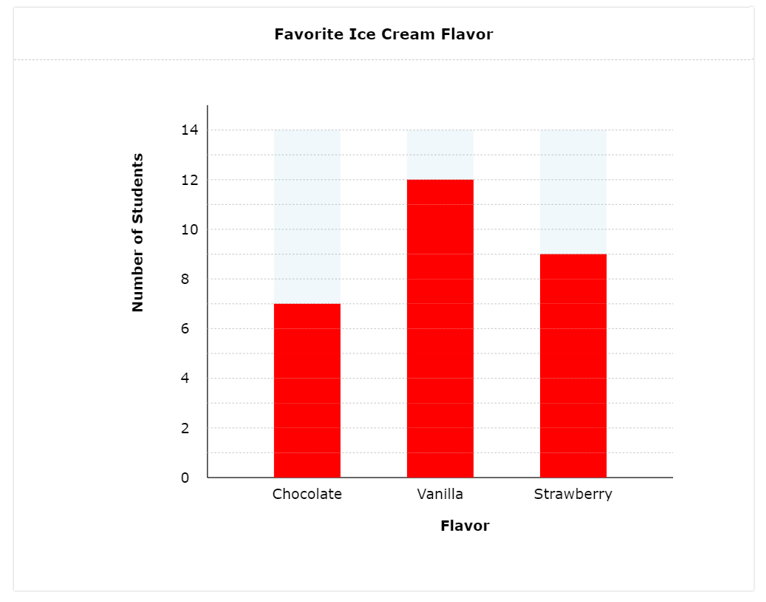 Favorite Ice Cream Flavor
14
12
10
8
6
4
2
0
Number of Students
Chocolate Vanilla Strawberry
Flavor